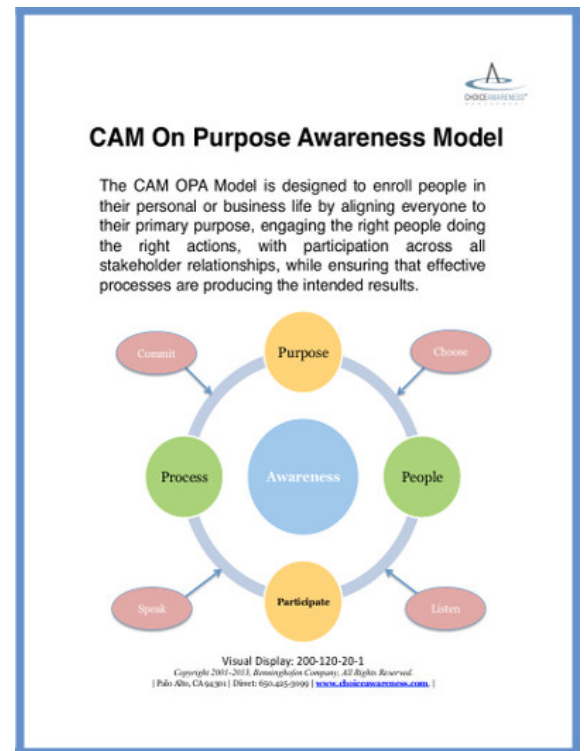 CHOICEAWARENESS®
MANAGEMENT
CAM On Purpose Awareness Model
The CAM OPA Model is designed to enroll people in
their personal or business life by aligning everyone to
their primary purpose, engaging the right people doing
the right actions, with participation across all
stakeholder relationships, while ensuring that effective
processes are producing the intended results.
Commit
Purpose
Choose
Process
Awareness
People
Speak
Participate
Listen
Visual Display: 200-120-20-1
Copyright 2001-2013, Benninghofen Company, All Rights Reserved.
| Palo Alto, CA 94301 | Direct: 650.425-3099 | www.choiceawareness.com. |